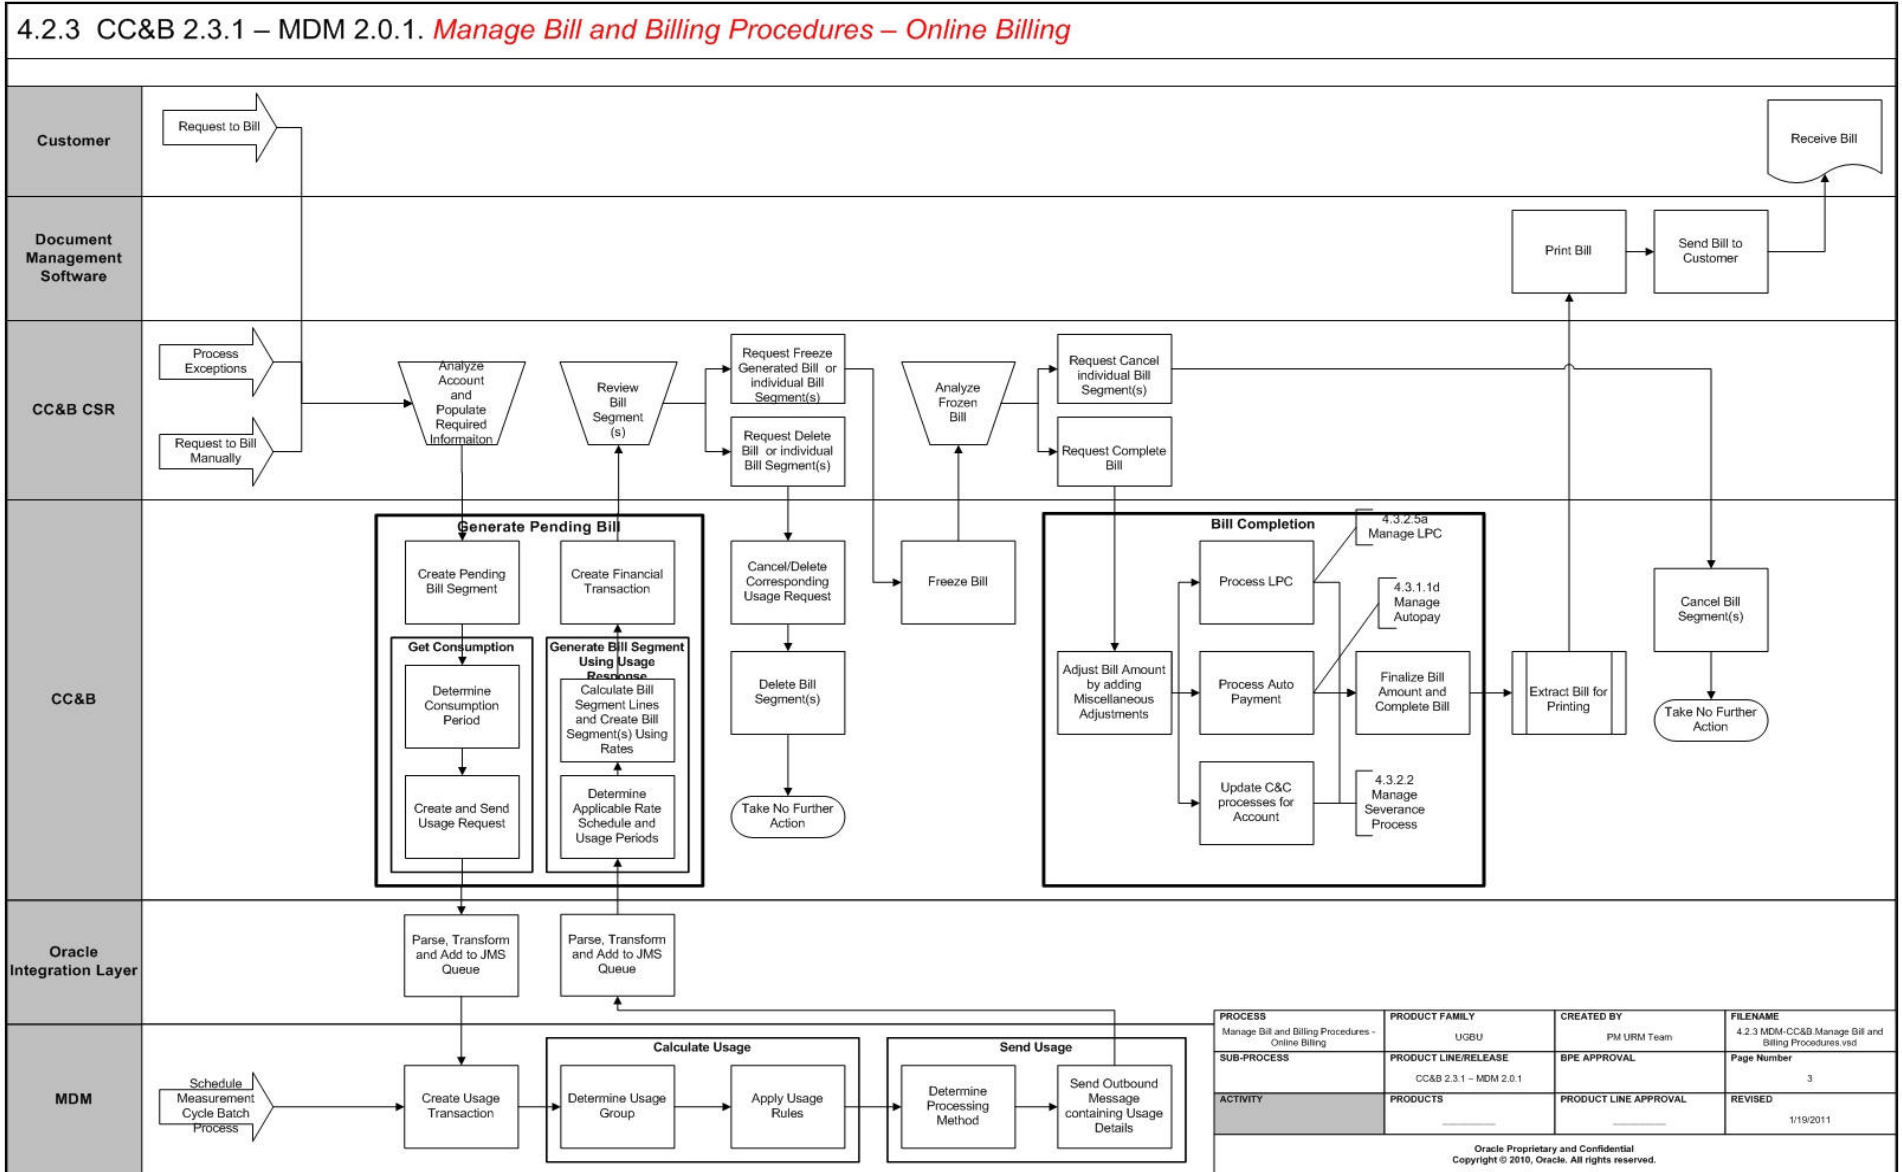 4.2.3 CC&B 2.3.1 – MDM 2.0.1. Manage Bill and Billing Procedures – Online Billing
Customer
Request to Bill
Receive Bill
Document
Management
Software
Print Bill
Send Bill to
Customer
CC&B CSR
Process
Exceptions
Request to Bill
Manually
Analyze
Account
and
Populate
Required
Informaiton
Review
Bill
Segment
(s)
Request Freeze
Generated Bill or
individual Bill
Segment(s)
Request Delete
Bill or individual
Bill Segment(s)
Analyze
Frozen
Bill
Request Cancel
individual Bill
Segment(s)
Request Complete
Bill
CC&B
Generate Pending Bill
Create Pending
Bill Segment
Create Financial
Transaction
Get Consumption
Determine
Consumption
Period
Create and Send
Usage Request
Generate Bill Segment
Using Usage
Response
Calculate Bill
Segment Lines
and Create Bill
Segment(s) Using
Rates
Determine
Applicable Rate
Schedule and
Usage Periods
Cancel/Delete
Corresponding
Usage Request
Delete Bill
Segment(s)
Take No Further
Action
Freeze Bill
Bill Completion
Adjust Bill Amount
by adding
Miscellaneous
Adjustments
Process LPC
4.3.2.5a
Manage LPC
Process Auto
Payment
4.3.1.1d
Manage
Autopay
Update C&C
processes for
Account
4.3.2.2
Manage
Severance
Process
Finalize Bill
Amount and
Complete Bill
Extract Bill for
Printing
Cancel Bill
Segment(s)
Take No Further
Action
Oracle
Integration Layer
Parse, Transform
and Add to JMS
Queue
Parse, Transform
and Add to JMS
Queue
MDM
Schedule
Measurement
Cycle Batch
Process
Create Usage
Transaction
Calculate Usage
Determine Usage
Group
Apply Usage
Rules
Send Usage
Determine
Processing
Method
Send Outbound
Message
containing Usage
Details
PROCESS
Manage Bill and Billing Procedures -
Online Billing
PRODUCT FAMILY
UGBU
CREATED BY
PM URM Team
FILENAME
4.2.3 MDM-CC&B.Manage Bill and
Billing Procedures.vsd
SUB-PROCESS
PRODUCT LINE/RELEASE
CC&B 2.3.1 – MDM 2.0.1
BPE APPROVAL
Page Number
3
ACTIVITY
PRODUCTS
PRODUCT LINE APPROVAL
REVISED
1/19/2011
Oracle Proprietary and Confidential
Copyright © 2010, Oracle. All rights reserved.